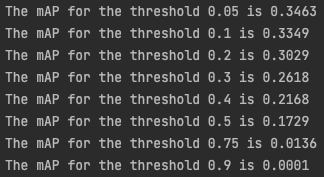 The mAP for the threshold 0.05 is 0.3463
The mAP for the threshold 0.1 is 0.3349
The mAP for the threshold 0.2 is 0.3029
The mAP for the threshold 0.3 is 0.2618
The mAP for the threshold 0.4 is 0.2168
The mAP for the threshold 0.5 is 0.1729
The mAP for the threshold 0.75 is 0.0136
The mAP for the threshold 0.9 is 0.0001